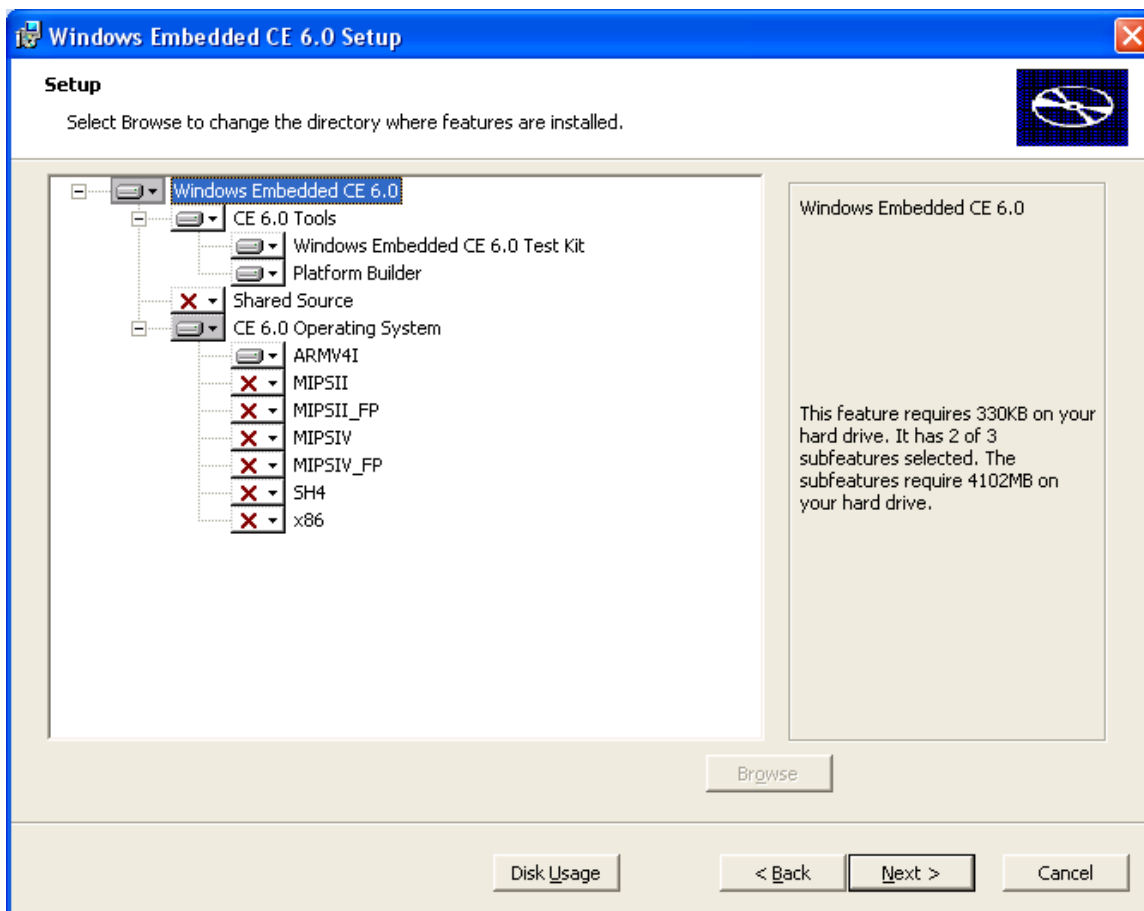 Windows Embedded CE 6.0 Setup
Setup
Select Browse to change the directory where features are installed.
Windows Embedded CE 6.0
CE 6.0 Tools
Windows Embedded CE 6.0 Test Kit
Platform Builder
Shared Source
CE 6.0 Operating System
ARMV4I
MIPSII
MIPSII_FP
MIPSIV
MIPSIV_FP
SH4
x86
Windows Embedded CE 6.0
This feature requires 330KB on your
hard drive. It has 2 of 3
subfeatures selected. The
subfeatures require 4102MB on
your hard drive.
Browse
Disk Usage
< Back
Next >
Cancel